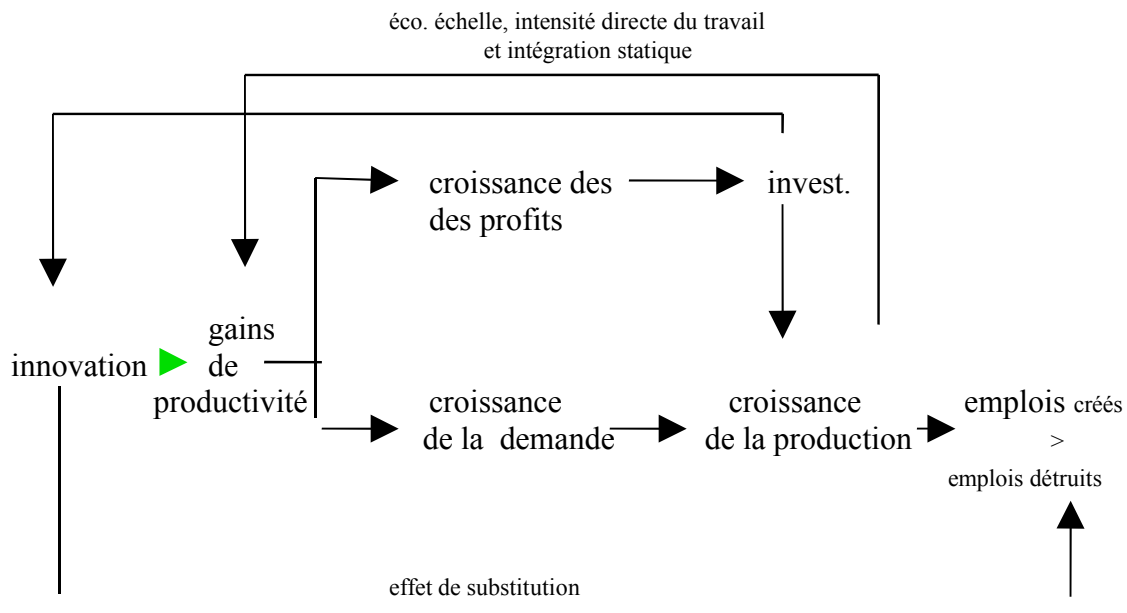 éco. échelle, intensité directe du travail
et intégration statique
croissance des
des profits
invest.
gains
de
productivité
innovation
croissance
de la demande
croissance
de la production
emplois créés
>
emplois détruits
effet de substitution